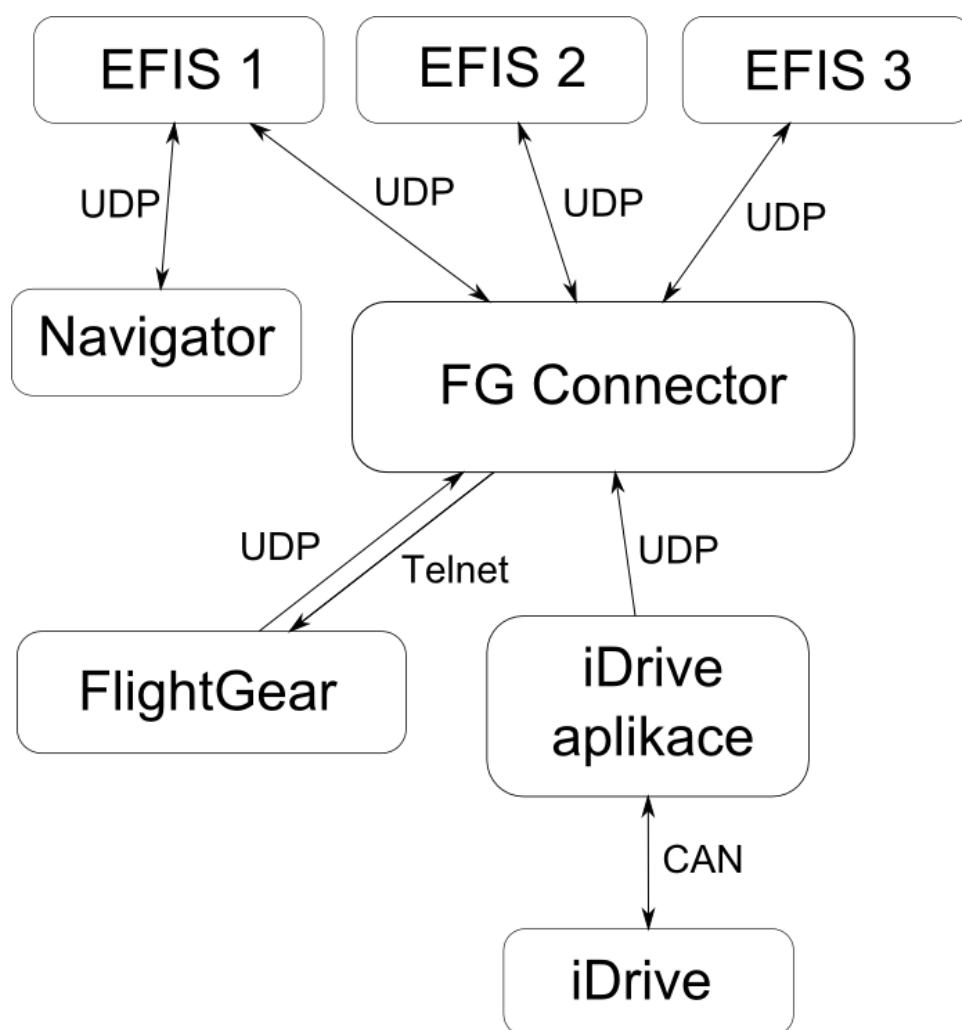 EFIS 1
EFIS 2
EFIS 3
UDP
UDP
UDP
UDP
Navigator
FG Connector
UDP
Telnet
UDP
FlightGear
iDrive
aplikace
CAN
iDrive